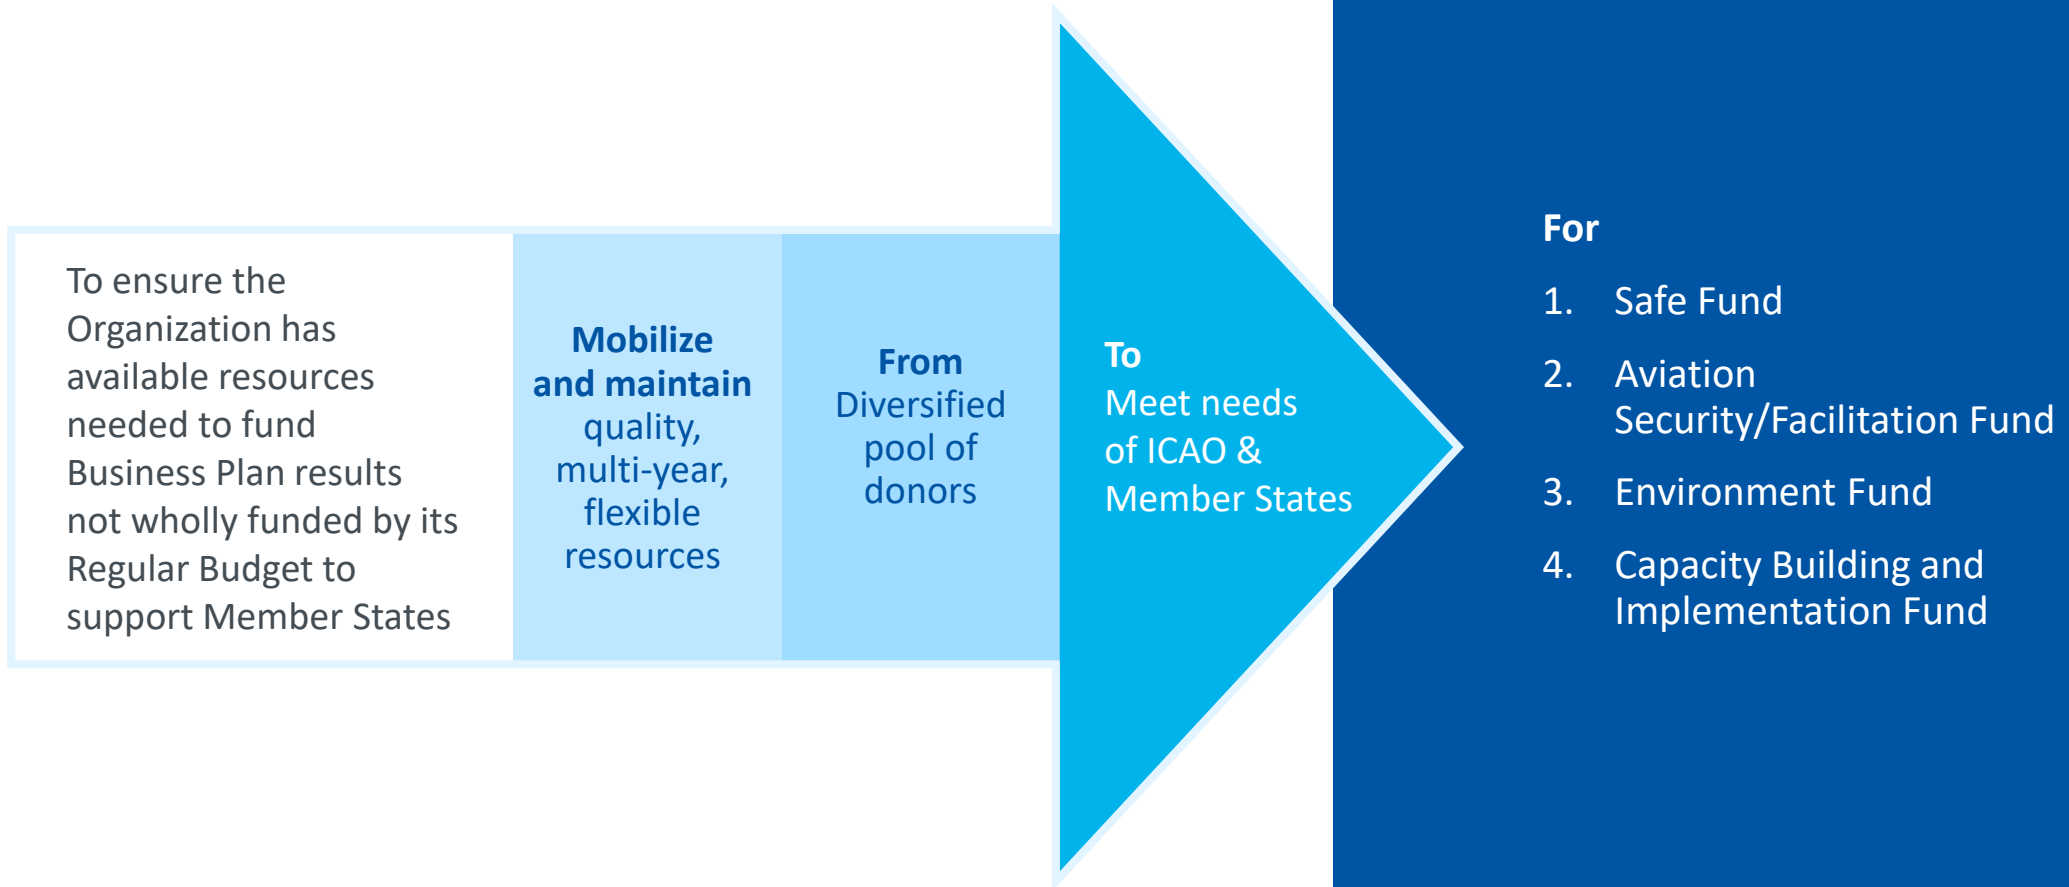 To ensure the
Organization has
available resources
needed to fund
Business Plan results
not wholly funded by its
Regular Budget to
support Member States
Mobilize
and maintain
quality,
multi-year,
flexible
resources
From
Diversified
pool of
donors
To
Meet needs
of ICAO &
Member States
For
1. Safe Fund
2. Aviation
Security/Facilitation Fund
3. Environment Fund
4. Capacity Building and
Implementation Fund